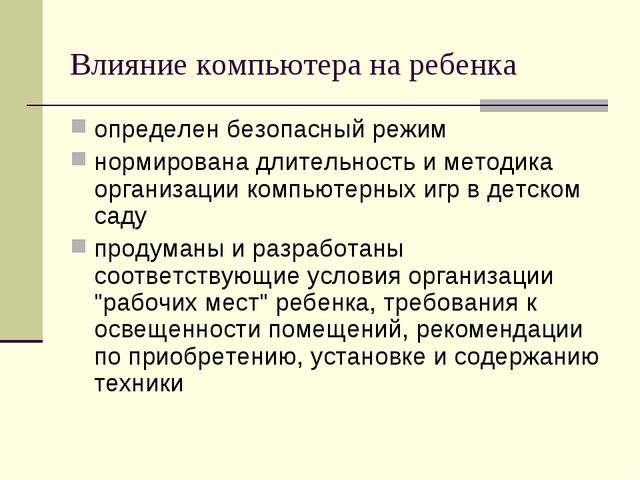 Влияние компьютера на ребенка
определен безопасный режим
нормирована длительность и методика
организации компьютерных игр в детском
саду
продуманы и разработаны
соответствующие условия организации
"рабочих мест" ребенка, требования к
освещенности помещений, рекомендации
по приобретению, установке и содержанию
техники